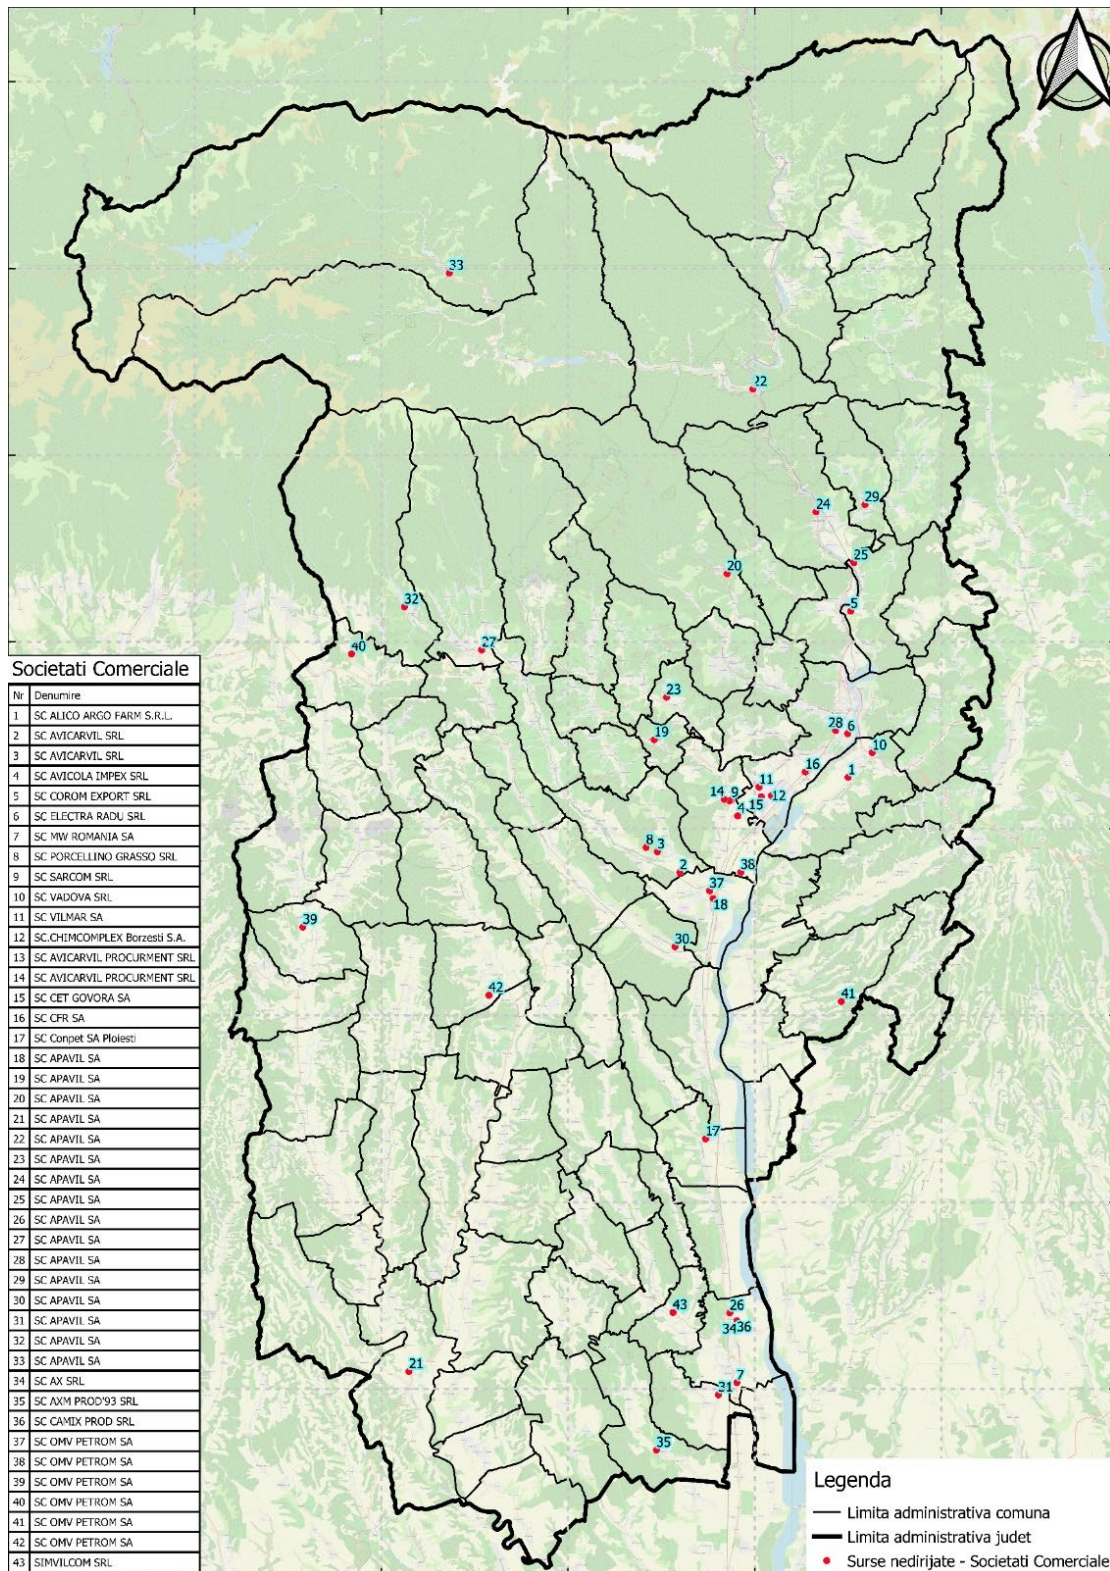 33
22
24
29
25
20
5
32
27
40
23
19
28
6
10
16
1
11
14
9
15
12
4
8
3
2
38
37
18
39
30
42
41
17
43
26
34
36
21
7
31
35
Societati Comerciale
Nr Denumire
1 SC ALICO ARGO FARM S.R.L.
2 SC AVICARVIL SRL
3 SC AVICARVIL SRL
4 SC AVICOLA IMPEX SRL
5 SC COROM EXPORT SRL
6 SC ELECTRA RADU SRL
7 SC MW ROMANIA SA
8 SC PORCELLINO GRASSO SRL
9 SC SARCOM SRL
10 SC VADOVA SRL
11 SC VILMAR SA
12 SC.CHIMCOMPLEX Borzesti S.A.
13 SC AVICARVIL PROCURMENT SRL
14 SC AVICARVIL PROCURMENT SRL
15 SC CET GOVORA SA
16 SC CFR SA
17 SC Conpet SA Ploiesti
18 SC APAVIL SA
19 SC APAVIL SA
20 SC APAVIL SA
21 SC APAVIL SA
22 SC APAVIL SA
23 SC APAVIL SA
24 SC APAVIL SA
25 SC APAVIL SA
26 SC APAVIL SA
27 SC APAVIL SA
28 SC APAVIL SA
29 SC APAVIL SA
30 SC APAVIL SA
31 SC APAVIL SA
32 SC APAVIL SA
33 SC APAVIL SA
34 SC AX SRL
35 SC AXM PROD'93 SRL
36 SC CAMIX PROD SRL
37 SC OMV PETROM SA
38 SC OMV PETROM SA
39 SC OMV PETROM SA
40 SC OMV PETROM SA
41 SC OMV PETROM SA
42 SC OMV PETROM SA
43 SIMVILCOM SRL
Legenda
Limita administrativa comuna
Limita administrativa judet
Surse nedirijate - Societati Comerciale